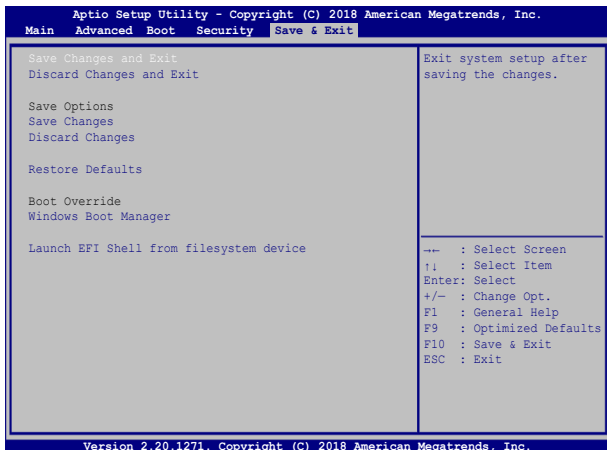 Aptio Setup Utility - Copyright (C) 2018 American Megatrends, Inc.
Main Advanced Boot Security Save & Exit
Save Changes and Exit
Discard Changes and Exit
Save Options
Save Changes
Discard Changes
Restore Defaults
Boot Override
Windows Boot Manager
Launch EFI Shell from filesystem device
Exit system setup after
saving the changes.
→← : Select Screen
↑↓ : Select Item
Enter: Select
+/— : Change Opt.
F1 : General Help
F9 : Optimized Defaults
F10 : Save & Exit
ESC : Exit
Version 2.20.1271. Copyright (C) 2018 American Megatrends, Inc.